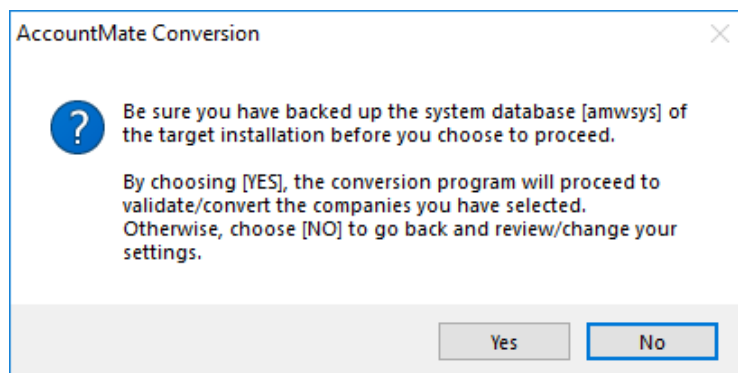 AccountMate Conversion
Be sure you have backed up the system database [amwsys] of
the target installation before you choose to proceed.
By choosing [YES], the conversion program will proceed to
validate/convert the companies you have selected.
Otherwise, choose [NO] to go back and review/change your
settings.
Yes
No